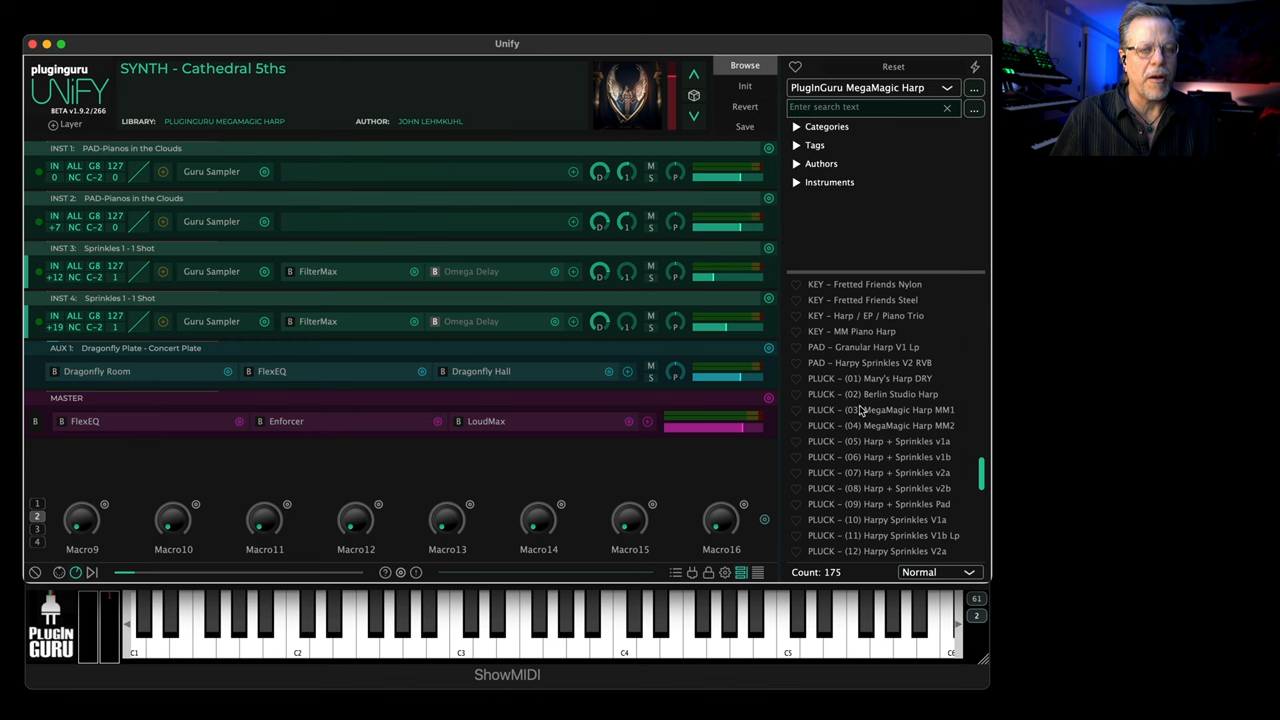 Unify
pluginguru
UNiFY
BETA v1.9.2/266
Layer
SYNTH - Cathedral 5ths
LIBRARY: PLUGINGURU MEGAMAGIC HARP AUTHOR: JOHN LEHMKUHL
Browse
Init
Revert
Save
Reset
PlugInGuru MegaMagic Harp
...
Enter search text
...
Categories
Tags
Authors
Instruments
INST 1: PAD-Pianos in the Clouds
IN ALL G8 127
0 NC C-2 0
Guru Sampler
D 1 M S P
INST 2: PAD-Pianos in the Clouds
IN ALL G8 127
+7 NC C-2 0
Guru Sampler
D 1 M S P
INST 3: Sprinkles 1 - 1 Shot
IN ALL G8 127
+12 NC C-2 1
Guru Sampler B FilterMax B Omega Delay
D .1 M S P
INST 4: Sprinkles 1 - 1 Shot
IN ALL G8 127
+19 NC C-2 1
Guru Sampler B FilterMax B Omega Delay
D .1 M S P
AUX 1: Dragonfly Plate - Concert Plate
B Dragonfly Room B FlexEQ B Dragonfly Hall M S P
MASTER
B B FlexEQ B Enforcer B LoudMax
1
2
3
4
Macro9 Macro10 Macro11 Macro12 Macro13 Macro14 Macro15 Macro16
KEY - Fretted Friends Nylon
KEY - Fretted Friends Steel
KEY - Harp / EP / Piano Trio
KEY - MM Piano Harp
PAD - Granular Harp V1 Lp
PAD - Harpy Sprinkles V2 RVB
PLUCK - (01) Mary's Harp DRY
PLUCK - (02) Berlin Studio Harp
PLUCK - (03) MegaMagic Harp MM1
PLUCK - (04) MegaMagic Harp MM2
PLUCK - (05) Harp + Sprinkles v1a
PLUCK - (06) Harp + Sprinkles v1b
PLUCK - (07) Harp + Sprinkles v2a
PLUCK - (08) Harp + Sprinkles v2b
PLUCK - (09) Harp + Sprinkles Pad
PLUCK - (10) Harpy Sprinkles V1a
PLUCK - (11) Harpy Sprinkles V1b Lp
PLUCK - (12) Harpy Sprinkles V2a
Count: 175 Normal
PLUGIN
GURU
1
C1 C2 C3 C4 C5 C6
61
2
ShowMIDI